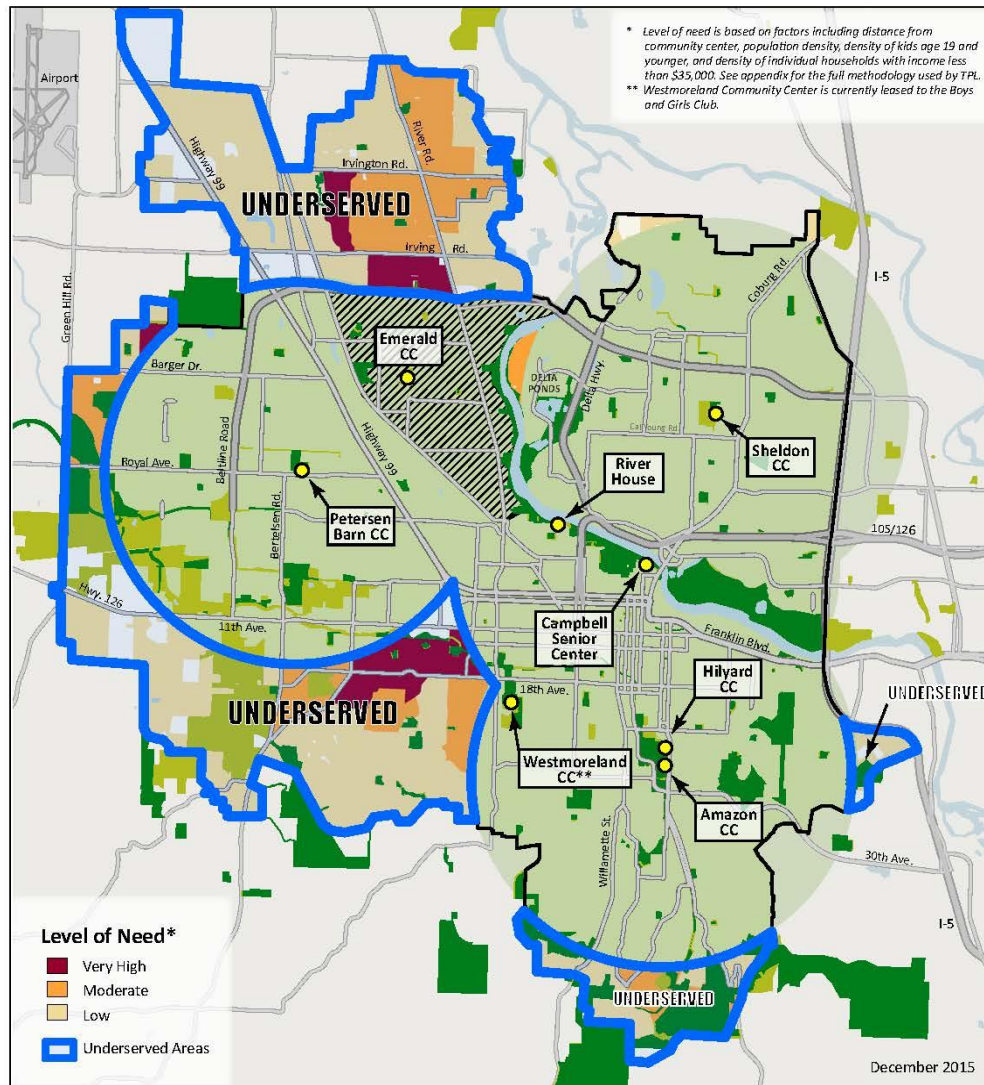 * Level of need is based on factors including distance from
community center, population density, density of kids age 19 and
younger, and density of individual households with income less
than $35,000. See appendix for the full methodology used by TPL.
** Westmoreland Community Center is currently leased to the Boys
and Girls Club.
Airport
Highway 99
River Rd.
Irvington Rd.
UNDERSERVED
Irving Rd.
Green Hill Rd.
Coburg Rd.
I-5
Emerald
CC
Barger Dr.
DELTA
PONDS
Delta Hwy.
Beltline Road
Highway 99
Sheldon
CC
River
House
Royal Ave.
Bertelsen Rd.
Petersen
Barn CC
105/126
Hwy. 126
11th Ave.
Campbell
Senior
Center
Franklin Blvd.
18th Ave.
Hilyard
CC
UNDERSERVED
UNDERSERVED
Westmoreland
CC**
Amazon
CC
Willamette St.
30th Ave.
I-5
UNDERSERVED
Level of Need*
Very High
Moderate
Low
Underserved Areas
December 2015